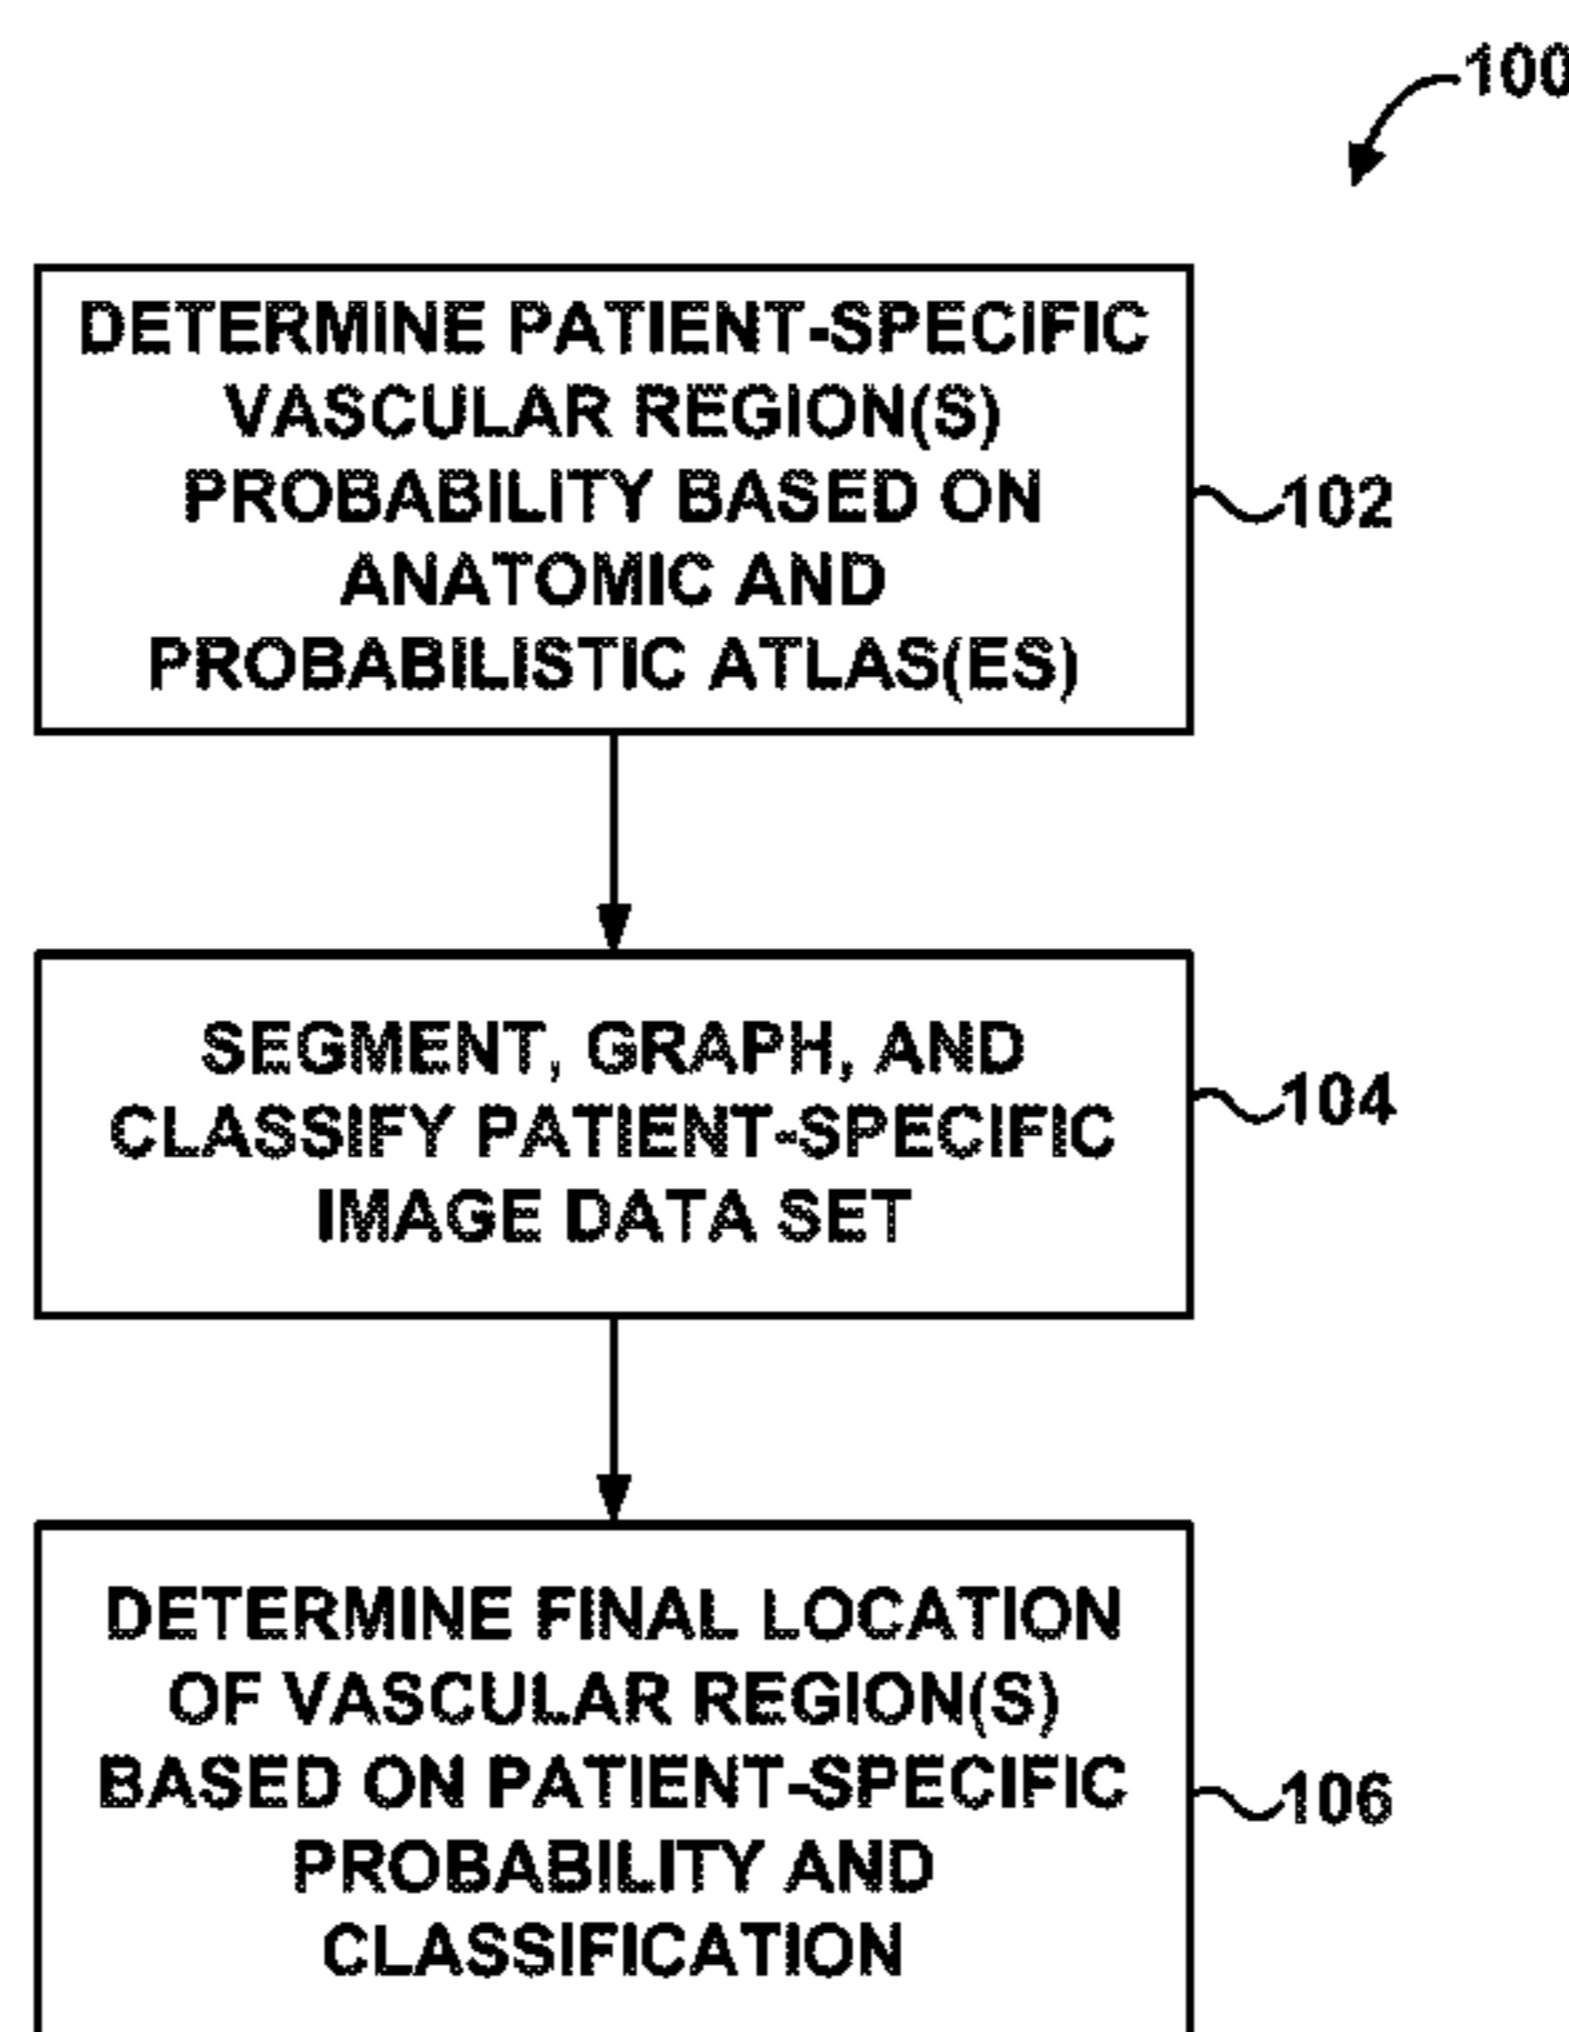 100
DETERMINE PATIENT-SPECIFIC
VASCULAR REGION(S)
PROBABILITY BASED ON
ANATOMIC AND
PROBABILISTIC ATLAS(ES)
102
SEGMENT, GRAPH, AND
CLASSIFY PATIENT-SPECIFIC
IMAGE DATA SET
104
DETERMINE FINAL LOCATION
OF VASCULAR REGION(S)
BASED ON PATIENT-SPECIFIC
PROBABILITY AND
CLASSIFICATION
106